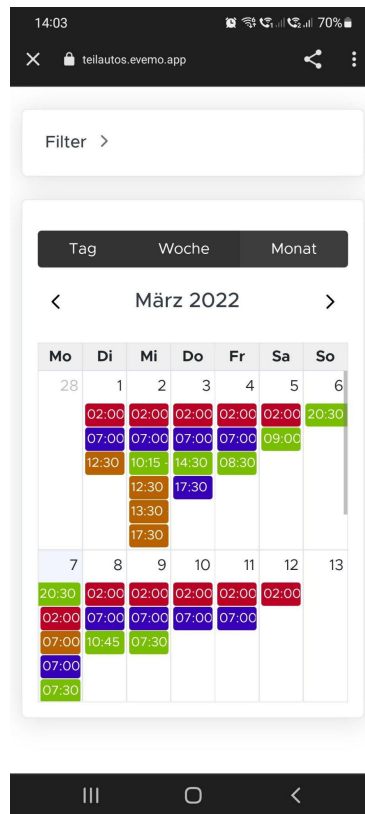 14:03 70%
teilautos.evemo.app
Filter
Tag Woche Monat
März 2022
Mo Di Mi Do Fr Sa So
28 1 2 3 4 5 6
02:00 02:00 02:00 02:00 02:00 20:30
07:00 07:00 07:00 07:00 09:00
12:30 10:15 - 14:30 08:30
12:30 17:30
13:30
17:30
7 8 9 10 11 12 13
20:30 02:00 02:00 02:00 02:00 02:00
02:00 07:00 07:00 07:00 07:00
07:00 10:45 07:30
07:00
07:30